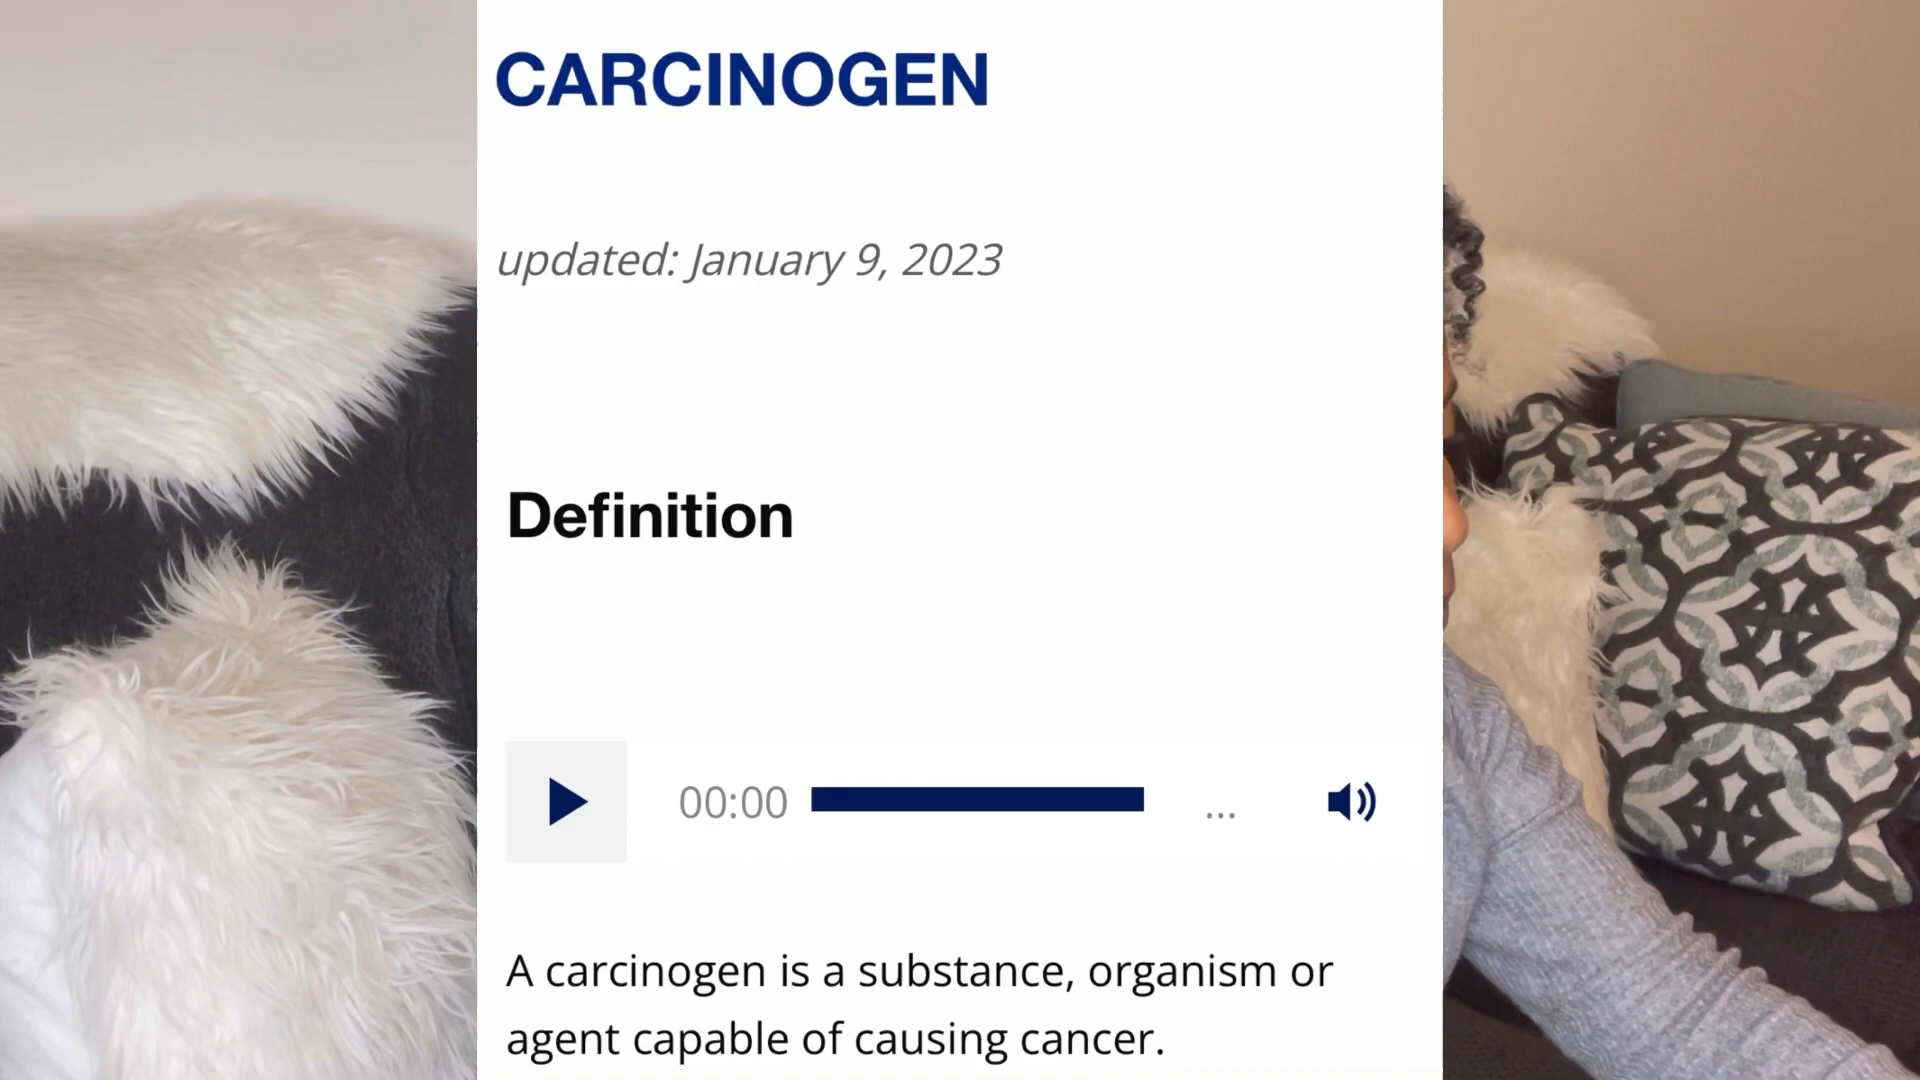 CARCINOGEN
updated: January 9, 2023
Definition
00:00
...
A carcinogen is a substance, organism or
agent capable of causing cancer.